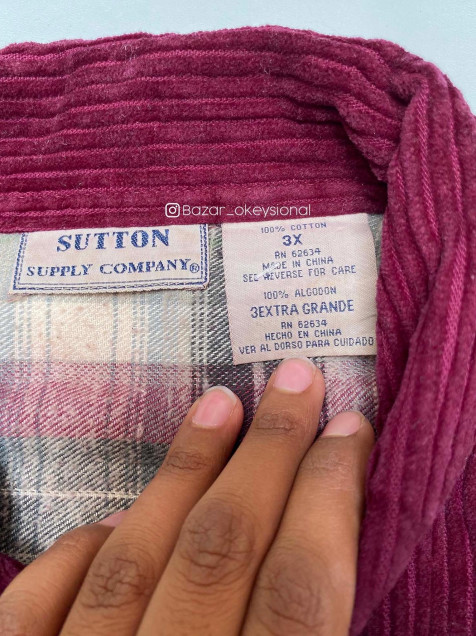 Bazar_okeysional
SUTTON
SUPPLY COMPANY®
100% COTTON
3X
RN 62634
MADE IN CHINA
SEE REVERSE FOR CARE
100% ALGODON
3EXTRA GRANDE
RN 62634
HECHO EN CHINA
VER AL DORSO PARA CUIDADO